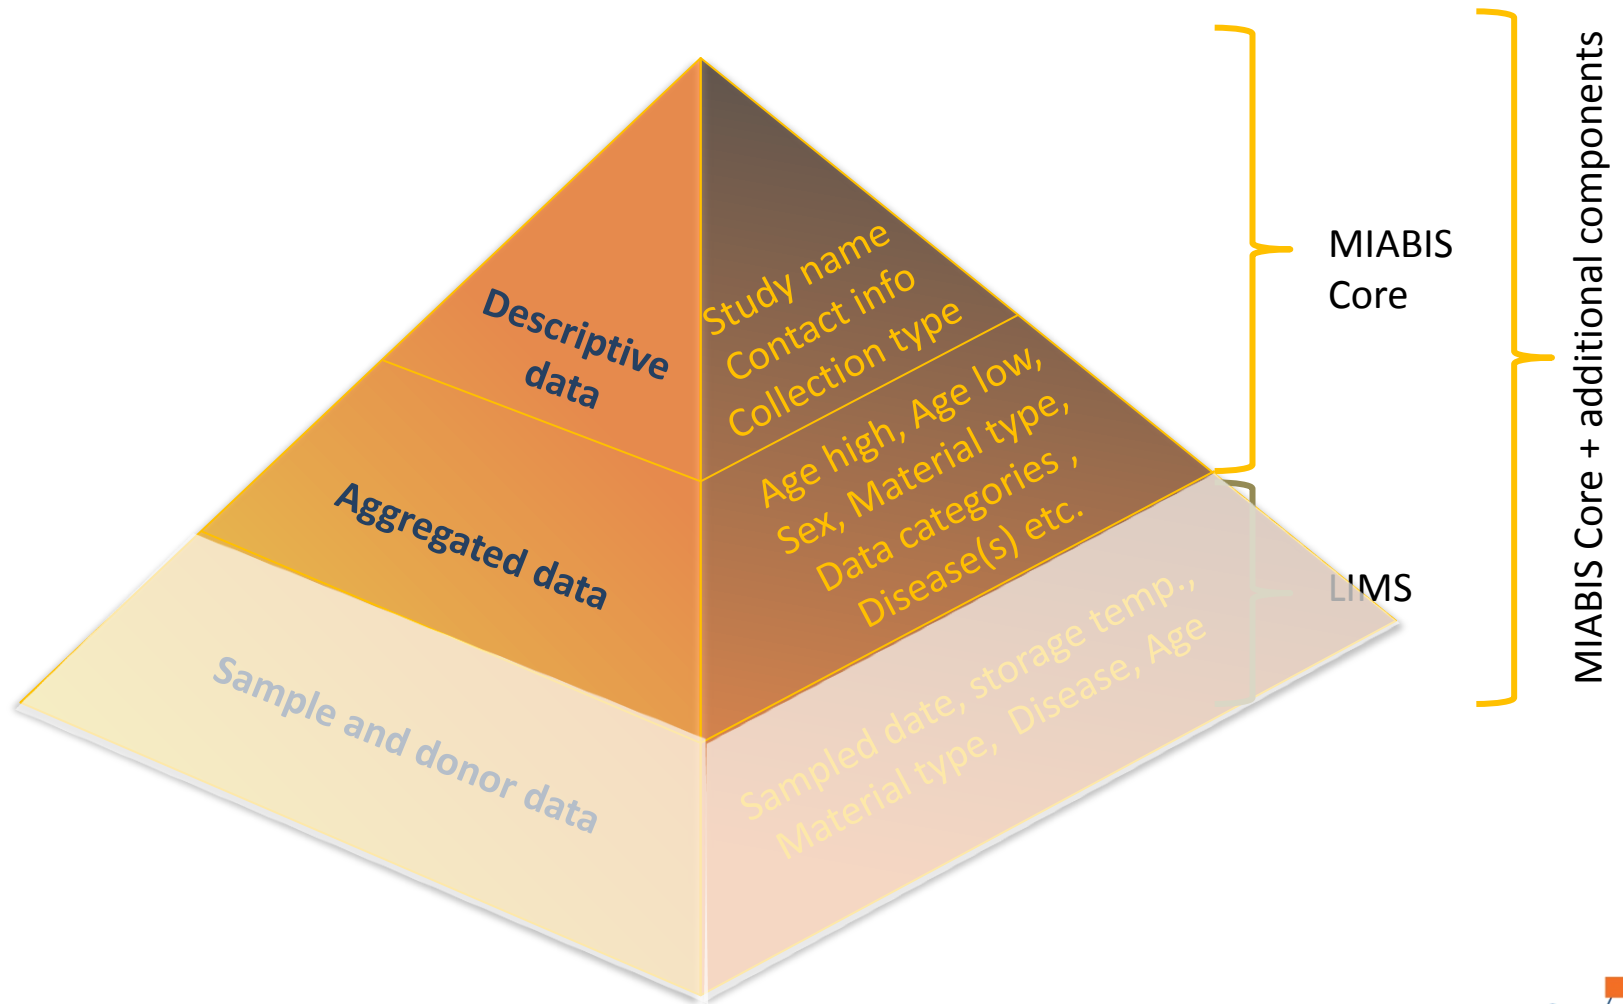 Descriptive
data
Study name
Contact info
Collection type
Aggregated data
Age high, Age low,
Sex, Material type,
Data categories ,
Disease(s) etc.
Sample and donor data
Sampled date, storage temp.,
Material type, Disease, Age
MIABIS
Core
LIMS
MIABIS Core + additional components